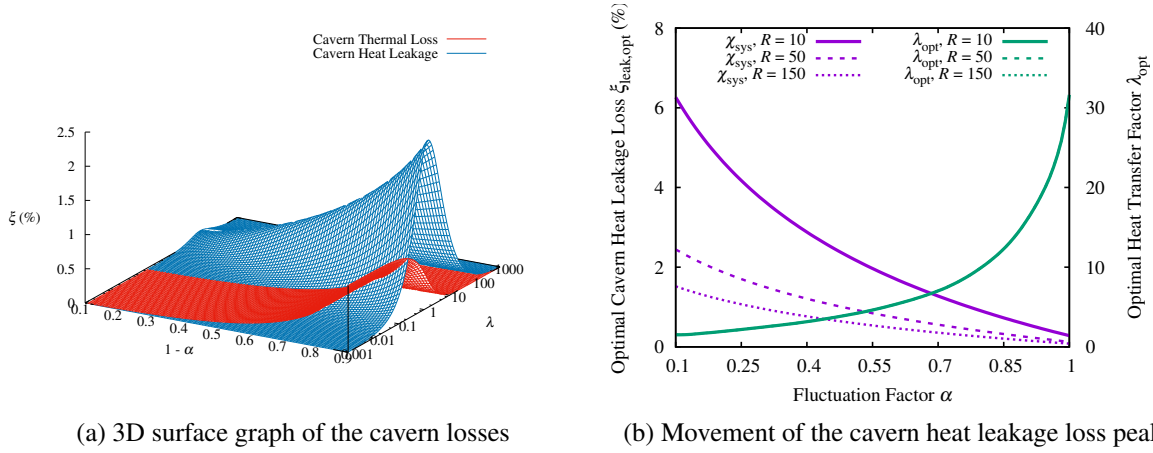 Cavern Thermal Loss
Cavern Heat Leakage
2.5
2
1.5
1
0.5
0
ξ (%)
0.1 0.2 0.3 0.4 0.5 0.6 0.7 0.8 0.9
1 - α
0.001 0.01 0.1 1 10 100 1000
λ
(a) 3D surface graph of the cavern losses
Optimal Cavern Heat Leakage Loss ξleak,opt (%)
8
6
4
2
0
χsys, R = 10
χsys, R = 50
χsys, R = 150
λopt, R = 10
λopt, R = 50
λopt, R = 150
40
30
20
10
0
Optimal Heat Transfer Factor λopt
0.1 0.25 0.4 0.55 0.7 0.85 1
Fluctuation Factor α
(b) Movement of the cavern heat leakage loss peak